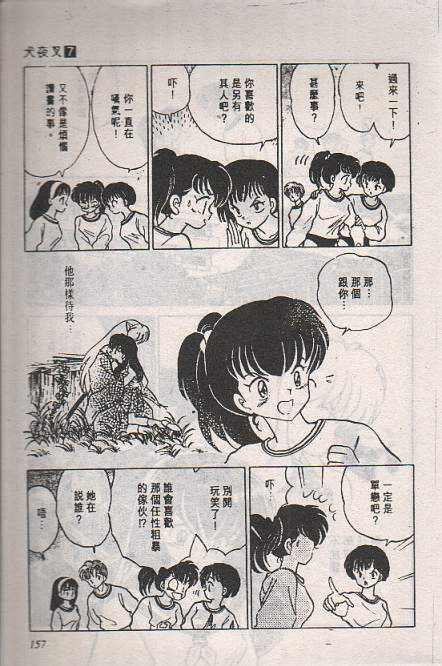 犬夜叉7
過來一下！
來吧！
甚麼事？
你喜歡的
是另有
其人吧？
吓！
你一直在
嘆氣呢！
又不像是煩惱
讀書的事。
那…
那個
跟你…
他那樣待我…
一定是
單戀吧？
吓…
別開
玩笑了！
誰會喜歡
那個任性粗暴
的傢伙!?
她在
説誰？
唔…
157